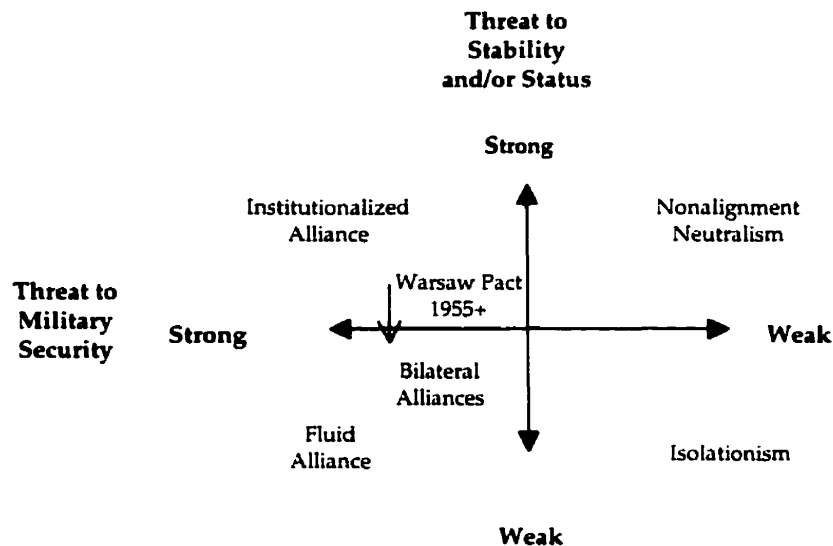 Threat to
Stability
and/or Status
Strong
Institutionalized
Alliance
Nonalignment
Neutralism
Warsaw Pact
1955+
Threat to
Military
Security
Strong
Weak
Bilateral
Alliances
Fluid
Alliance
Isolationism
Weak